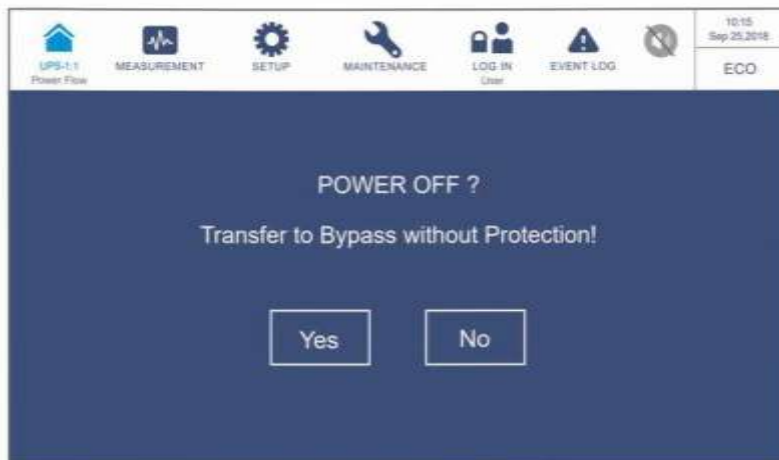 UPS-1:1
Power Flow
MEASUREMENT
SETUP
MAINTENANCE
LOG IN
User
EVENT LOG
10:15
Sep 25,2018
ECO
POWER OFF ?
Transfer to Bypass without Protection!
Yes
No